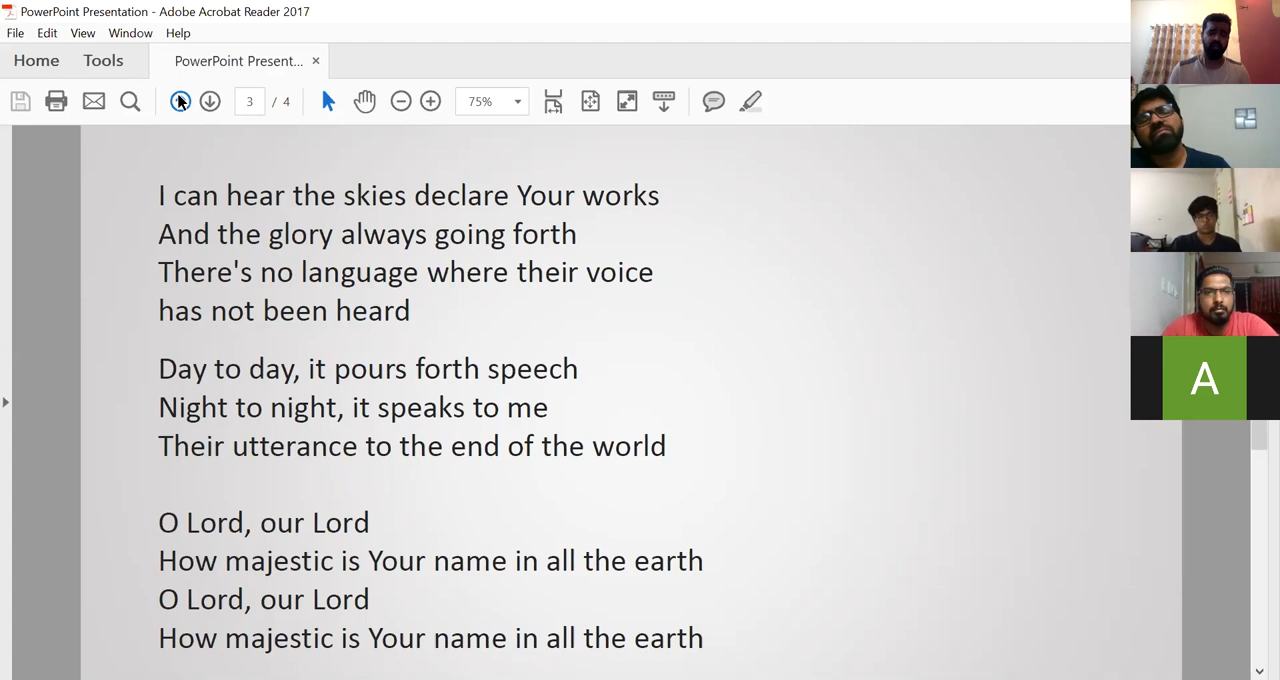 PowerPoint Presentation - Adobe Acrobat Reader 2017
File Edit View Window Help
Home Tools PowerPoint Present... ×
3 / 4 75%
I can hear the skies declare Your works
And the glory always going forth
There's no language where their voice
has not been heard
Day to day, it pours forth speech
Night to night, it speaks to me
Their utterance to the end of the world
O Lord, our Lord
How majestic is Your name in all the earth
O Lord, our Lord
How majestic is Your name in all the earth
A